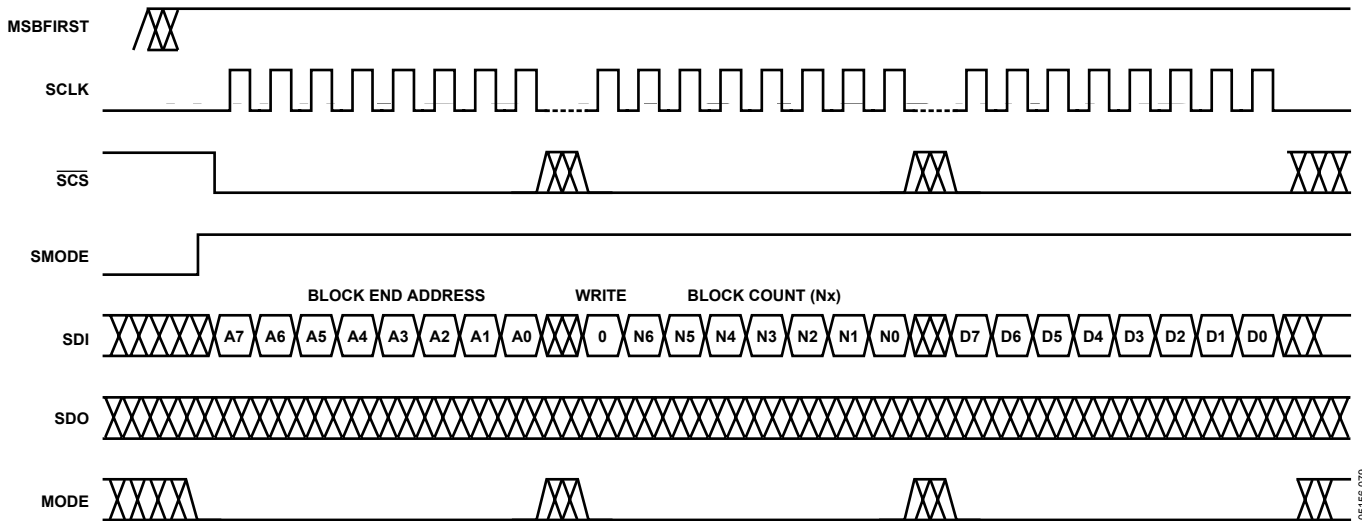 MSBFIRST
SCLK
SCS
SMODE
BLOCK END ADDRESS WRITE BLOCK COUNT (Nx)
SDI A7 A6 A5 A4 A3 A2 A1 A0 0 N6 N5 N4 N3 N2 N1 N0 D7 D6 D5 D4 D3 D2 D1 D0
SDO
MODE